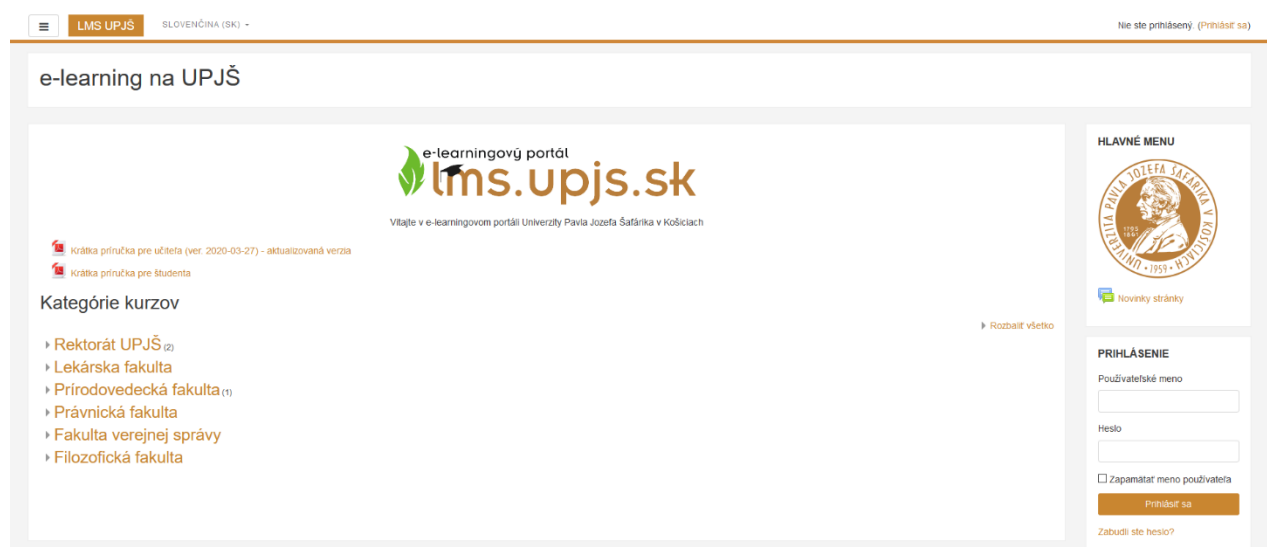 LMS UPJŠ
SLOVENČINA (SK)
Nie ste prihlásený. (Prihlásiť sa)
e-learning na UPJŠ
e-learningový portál
lms.upjs.sk
Vitajte v e-learningovom portáli Univerzity Pavla Jozefa Šafárika v Košiciach
Krátka príručka pre učiteľa (ver. 2020-03-27) - aktualizovaná verzia
Krátka príručka pre študenta
Kategórie kurzov
Rozbaliť všetko
Rektorát UPJŠ (2)
Lekárska fakulta
Prírodovedecká fakulta (1)
Právnická fakulta
Fakulta verejnej správy
Filozofická fakulta
HLAVNÉ MENU
UNIVERZITA PAVLA JOZEFA ŠAFÁRIKA V KOŠICIACH
· 1959 ·
Novinky stránky
PRIHLÁSENIE
Používateľské meno
Heslo
Zapamätať meno používateľa
Prihlásiť sa
Zabudli ste heslo?